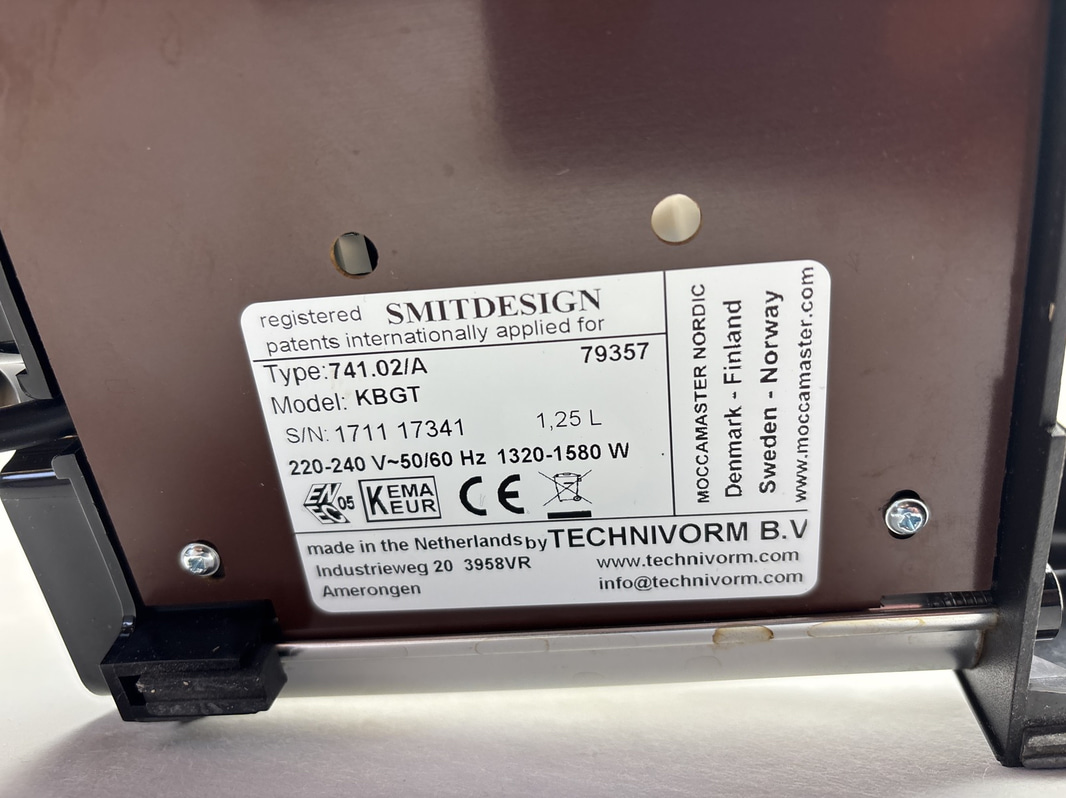 registered SMITDESIGN
patents internationally applied for
Type:741.02/A 79357
Model: KBGT
S/N: 1711 17341 1,25 L
220-240 V~50/60 Hz 1320-1580 W
EN
EC 05 KEMA
KEUR CE
made in the Netherlands by TECHNIVORM B.V
Industrieweg 20 3958VR www.technivorm.com
Amerongen info@technivorm.com
MOCCAMASTER NORDIC
Denmark - Finland
Sweden - Norway
www.moccamaster.com